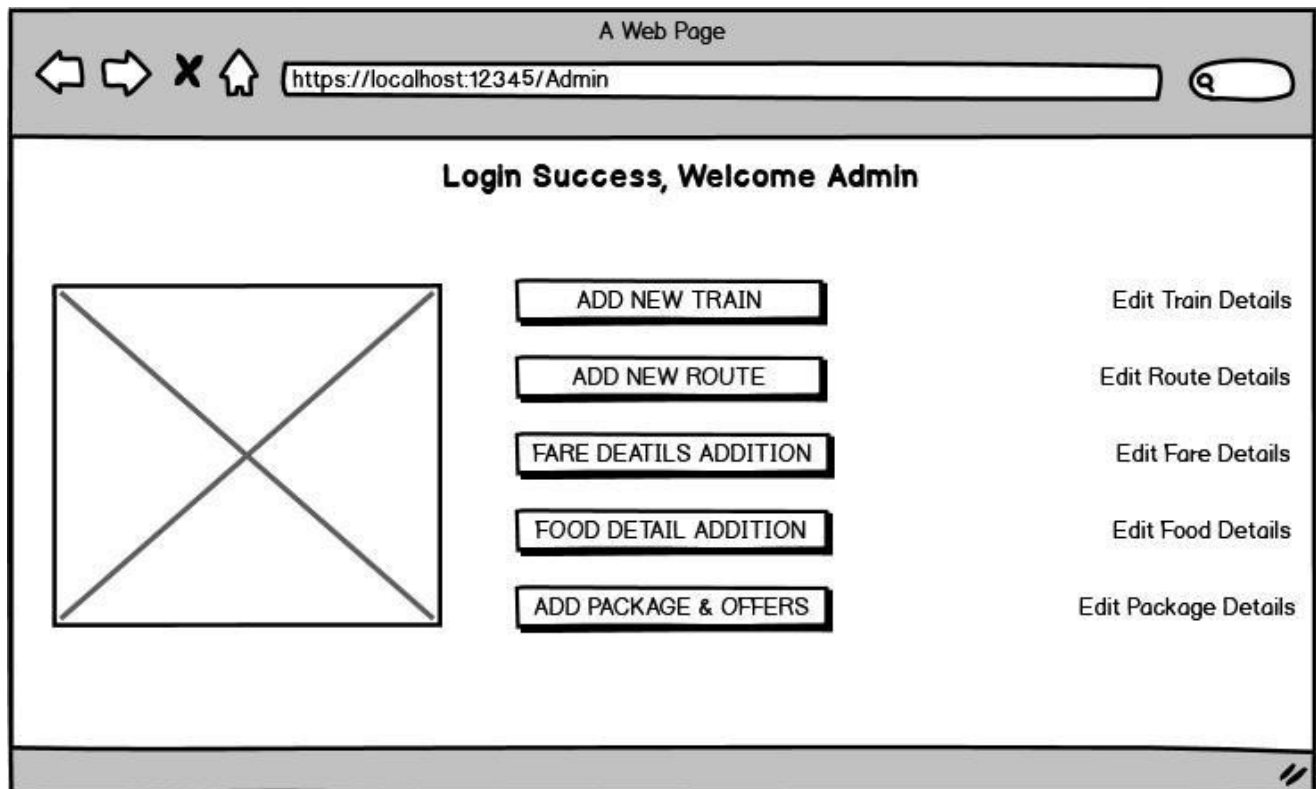 A Web Page
https://localhost:12345/Admin
Login Success, Welcome Admin
ADD NEW TRAIN Edit Train Details
ADD NEW ROUTE Edit Route Details
FARE DEATILS ADDITION Edit Fare Details
FOOD DETAIL ADDITION Edit Food Details
ADD PACKAGE & OFFERS Edit Package Details